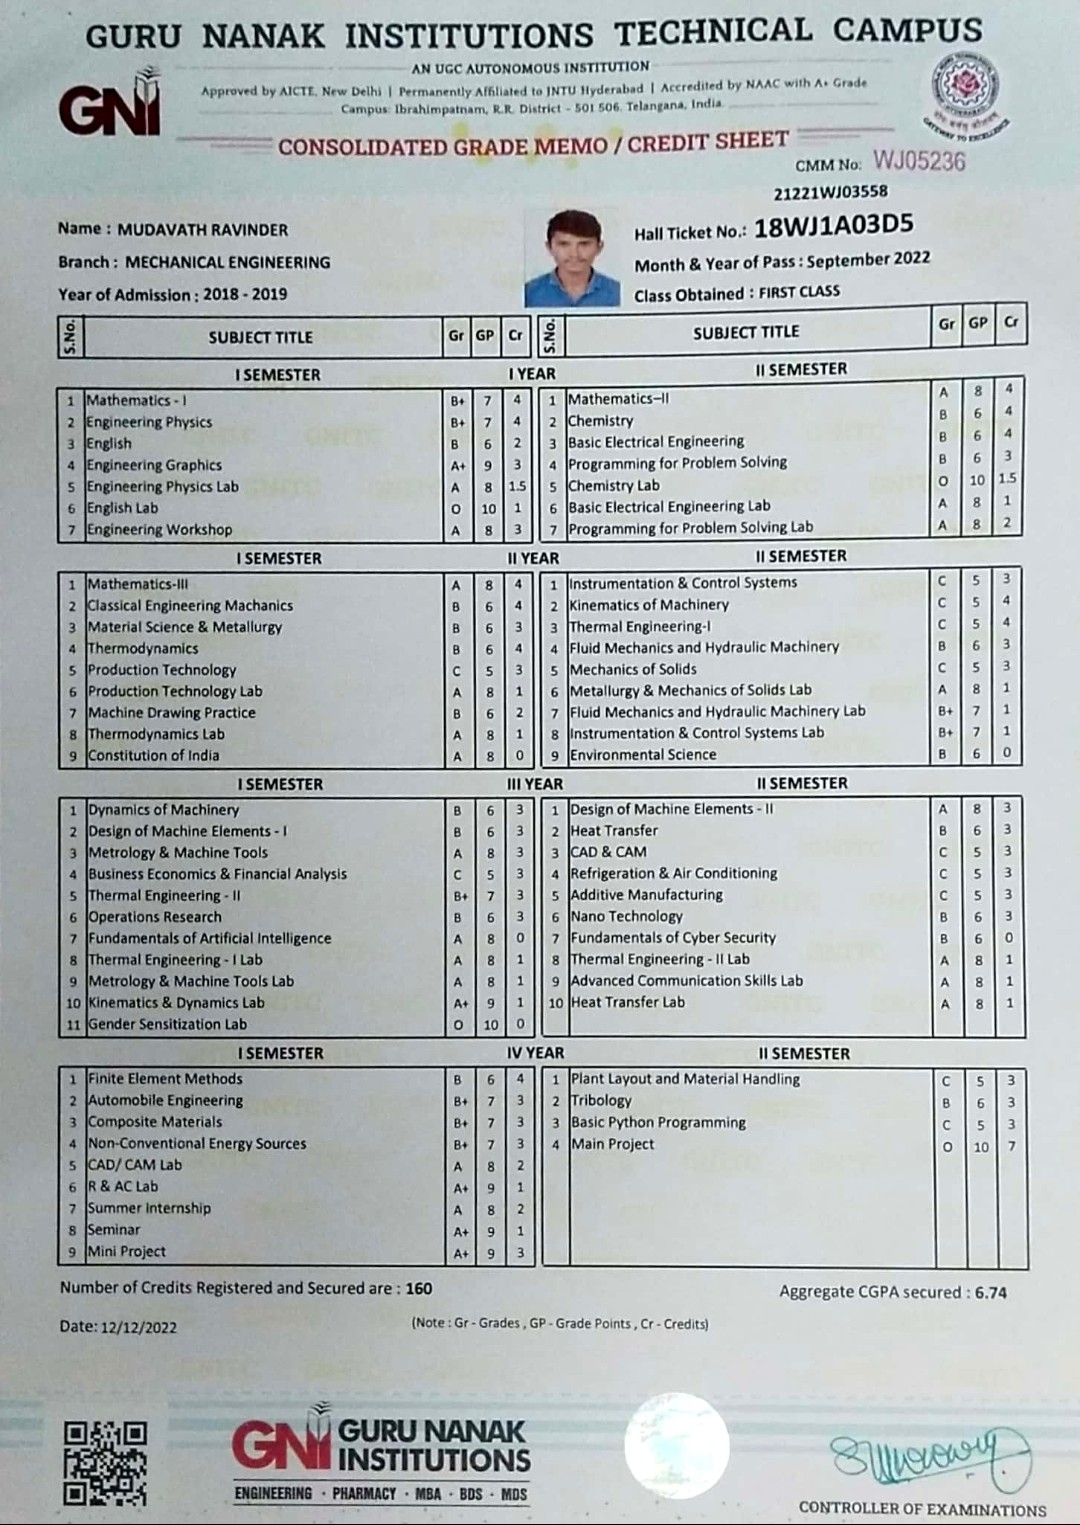 GURU NANAK INSTITUTIONS TECHNICAL CAMPUS
AN UGC AUTONOMOUS INSTITUTION
Approved by AICTE, New Delhi | Permanently Affiliated to JNTU Hyderabad | Accredited by NAAC with A+ Grade
Campus: Ibrahimpatnam, R.R. District - 501 506. Telangana, India.
GNI
GATEWAY TO EXCELLENCE
CONSOLIDATED GRADE MEMO / CREDIT SHEET
CMM No: WJ05236
21221WJ03558
Name : MUDAVATH RAVINDER
Hall Ticket No.: 18WJ1A03D5
Branch : MECHANICAL ENGINEERING
Month & Year of Pass : September 2022
Year of Admission : 2018 - 2019
Class Obtained : FIRST CLASS
S.No. SUBJECT TITLE Gr GP Cr S.No. SUBJECT TITLE Gr GP Cr
I SEMESTER I YEAR II SEMESTER
1 Mathematics - I B+ 7 4 1 Mathematics–II A 8 4
2 Engineering Physics B+ 7 4 2 Chemistry B 6 4
3 English B 6 2 3 Basic Electrical Engineering B 6 4
4 Engineering Graphics A+ 9 3 4 Programming for Problem Solving B 6 3
5 Engineering Physics Lab A 8 1.5 5 Chemistry Lab O 10 1.5
6 English Lab O 10 1 6 Basic Electrical Engineering Lab A 8 1
7 Engineering Workshop A 8 3 7 Programming for Problem Solving Lab A 8 2
I SEMESTER II YEAR II SEMESTER
1 Mathematics-III A 8 4 1 Instrumentation & Control Systems C 5 3
2 Classical Engineering Machanics B 6 4 2 Kinematics of Machinery C 5 4
3 Material Science & Metallurgy B 6 3 3 Thermal Engineering-I C 5 4
4 Thermodynamics B 6 4 4 Fluid Mechanics and Hydraulic Machinery B 6 3
5 Production Technology C 5 3 5 Mechanics of Solids C 5 3
6 Production Technology Lab A 8 1 6 Metallurgy & Mechanics of Solids Lab A 8 1
7 Machine Drawing Practice B 6 2 7 Fluid Mechanics and Hydraulic Machinery Lab B+ 7 1
8 Thermodynamics Lab A 8 1 8 Instrumentation & Control Systems Lab B+ 7 1
9 Constitution of India A 8 0 9 Environmental Science B 6 0
I SEMESTER III YEAR II SEMESTER
1 Dynamics of Machinery B 6 3 1 Design of Machine Elements - II A 8 3
2 Design of Machine Elements - I B 6 3 2 Heat Transfer B 6 3
3 Metrology & Machine Tools A 8 3 3 CAD & CAM C 5 3
4 Business Economics & Financial Analysis C 5 3 4 Refrigeration & Air Conditioning C 5 3
5 Thermal Engineering - II B+ 7 3 5 Additive Manufacturing C 5 3
6 Operations Research B 6 3 6 Nano Technology B 6 3
7 Fundamentals of Artificial Intelligence A 8 0 7 Fundamentals of Cyber Security B 6 0
8 Thermal Engineering - I Lab A 8 1 8 Thermal Engineering - II Lab A 8 1
9 Metrology & Machine Tools Lab A 8 1 9 Advanced Communication Skills Lab A 8 1
10 Kinematics & Dynamics Lab A+ 9 1 10 Heat Transfer Lab A 8 1
11 Gender Sensitization Lab O 10 0
I SEMESTER IV YEAR II SEMESTER
1 Finite Element Methods B 6 4 1 Plant Layout and Material Handling C 5 3
2 Automobile Engineering B+ 7 3 2 Tribology B 6 3
3 Composite Materials B+ 7 3 3 Basic Python Programming C 5 3
4 Non-Conventional Energy Sources B+ 7 3 4 Main Project O 10 7
5 CAD/ CAM Lab A 8 2
6 R & AC Lab A+ 9 1
7 Summer Internship A 8 2
8 Seminar A+ 9 1
9 Mini Project A+ 9 3
Number of Credits Registered and Secured are : 160
Aggregate CGPA secured : 6.74
Date: 12/12/2022
(Note : Gr - Grades , GP - Grade Points , Cr - Credits)
GNI GURU NANAK
INSTITUTIONS
ENGINEERING · PHARMACY · MBA · BDS · MDS
CONTROLLER OF EXAMINATIONS